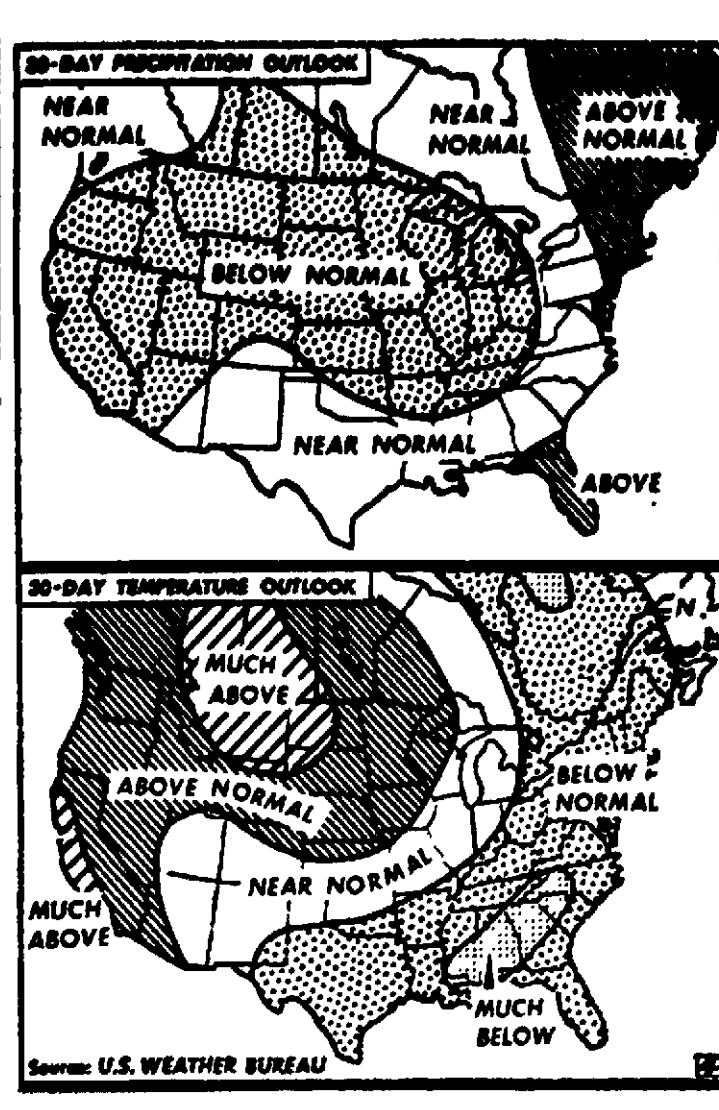 30-DAY PRECIPITATION OUTLOOK
NEAR
NORMAL
NEAR
NORMAL
ABOVE
NORMAL
BELOW NORMAL
NEAR NORMAL
ABOVE
30-DAY TEMPERATURE OUTLOOK
N.
MUCH
ABOVE
ABOVE NORMAL
BELOW
NORMAL
NEAR NORMAL
MUCH
ABOVE
MUCH
BELOW
Source: U.S. WEATHER BUREAU